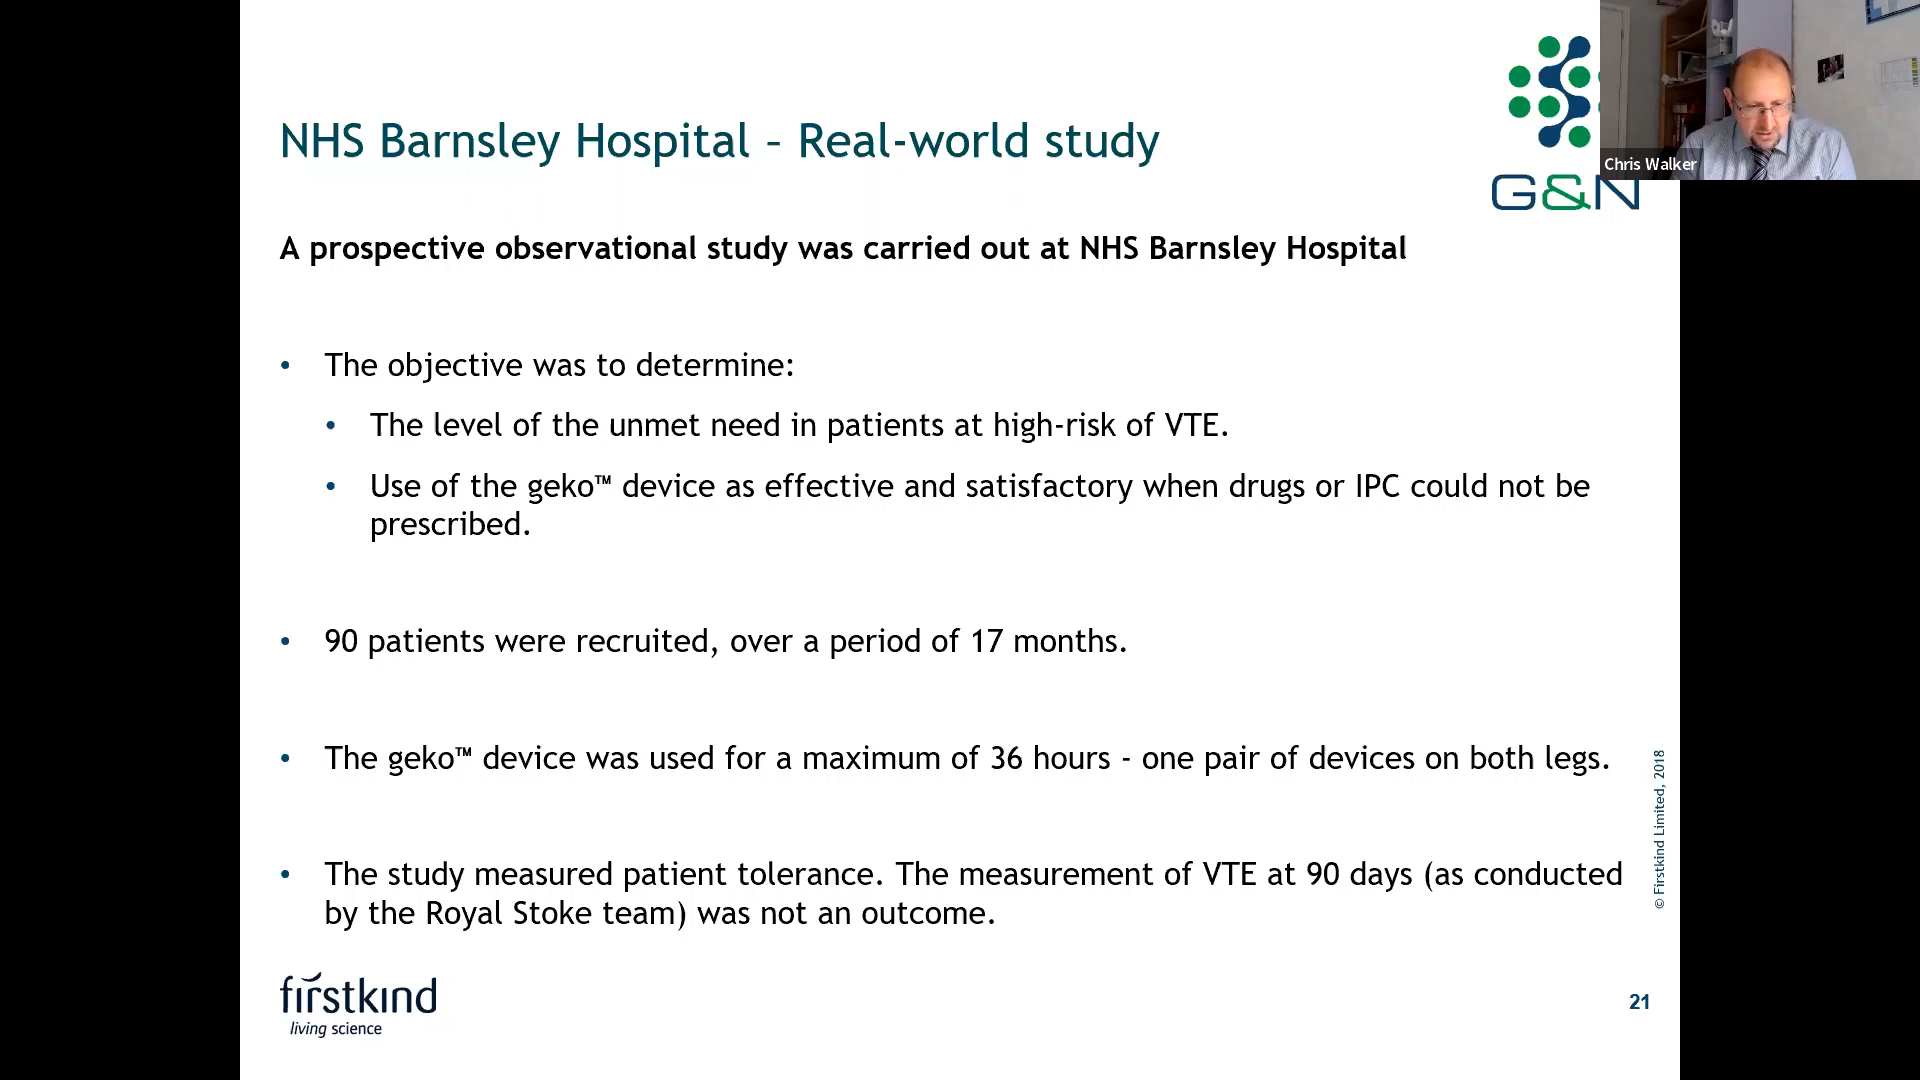 NHS Barnsley Hospital – Real-world study
G&N
Chris Walker
A prospective observational study was carried out at NHS Barnsley Hospital
• The objective was to determine:
• The level of the unmet need in patients at high-risk of VTE.
• Use of the geko™ device as effective and satisfactory when drugs or IPC could not be
prescribed.
• 90 patients were recruited, over a period of 17 months.
• The geko™ device was used for a maximum of 36 hours - one pair of devices on both legs.
• The study measured patient tolerance. The measurement of VTE at 90 days (as conducted
by the Royal Stoke team) was not an outcome.
© Firstkind Limited, 2018
firstkind
living science
21